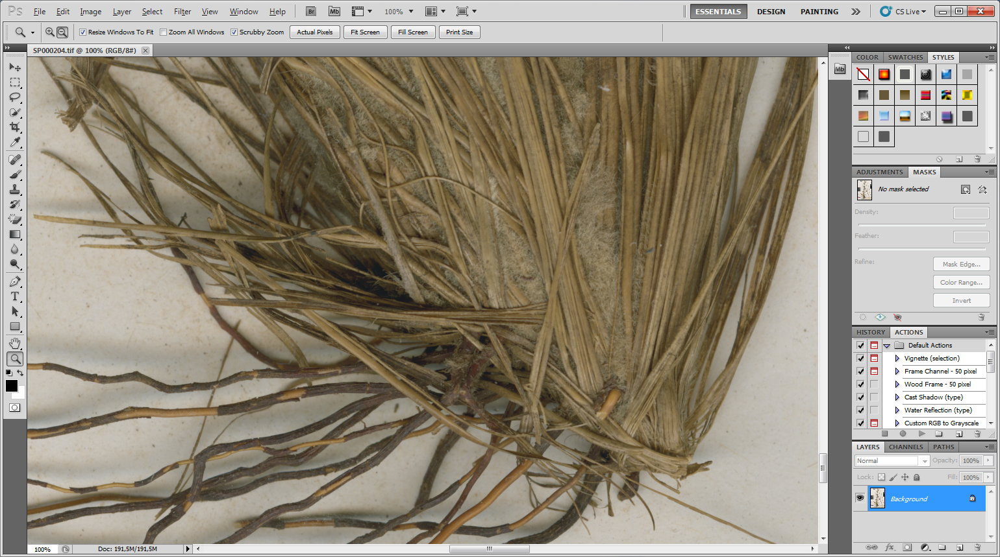 Ps File Edit Image Layer Select Filter View Window Help Br Mb 100% ESSENTIALS DESIGN PAINTING CS Live
Resize Windows To Fit Zoom All Windows Scrubby Zoom Actual Pixels Fit Screen Fill Screen Print Size
SP000204.tif @ 100% (RGB/8#)
Mb
COLOR SWATCHES STYLES
ADJUSTMENTS MASKS
No mask selected
Density:
Feather:
Refine:
Mask Edge...
Color Range...
Invert
HISTORY ACTIONS
Default Actions
Vignette (selection)
Frame Channel - 50 pixel
Wood Frame - 50 pixel
Cast Shadow (type)
Water Reflection (type)
Custom RGB to Grayscale
LAYERS CHANNELS PATHS
Normal Opacity: 100%
Lock: Fill: 100%
Background
T
fx
100% Doc: 191,5M/191,5M